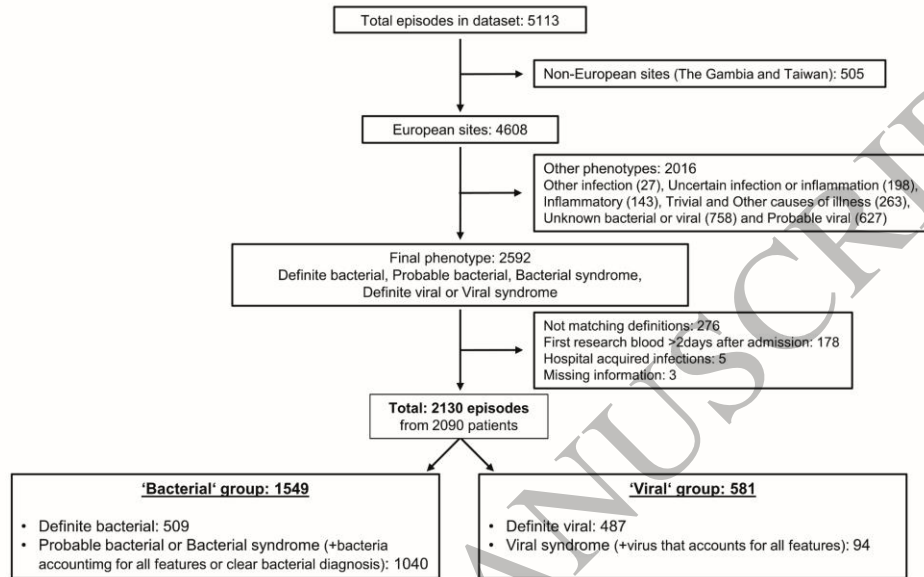 Total episodes in dataset: 5113
Non-European sites (The Gambia and Taiwan): 505
European sites: 4608
Other phenotypes: 2016
Other infection (27), Uncertain infection or inflammation (198),
Inflammatory (143), Trivial and Other causes of illness (263),
Unknown bacterial or viral (758) and Probable viral (627)
Final phenotype: 2592
Definite bacterial, Probable bacterial, Bacterial syndrome,
Definite viral or Viral syndrome
Not matching definitions: 276
First research blood >2days after admission: 178
Hospital acquired infections: 5
Missing information: 3
Total: 2130 episodes
from 2090 patients
‘Bacterial‘ group: 1549
• Definite bacterial: 509
• Probable bacterial or Bacterial syndrome (+bacteria
accountimg for all features or clear bacterial diagnosis): 1040
‘Viral‘ group: 581
• Definite viral: 487
• Viral syndrome (+virus that accounts for all features): 94